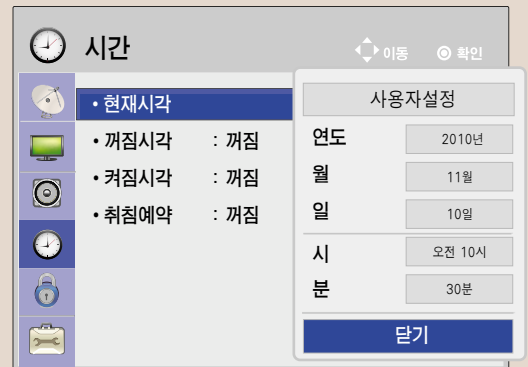 시간
이동 확인
• 현재시각
• 꺼짐시각 : 꺼짐
• 켜짐시각 : 꺼짐
• 취침예약 : 꺼짐
사용자설정
연도 2010년
월 11월
일 10일
시 오전 10시
분 30분
닫기